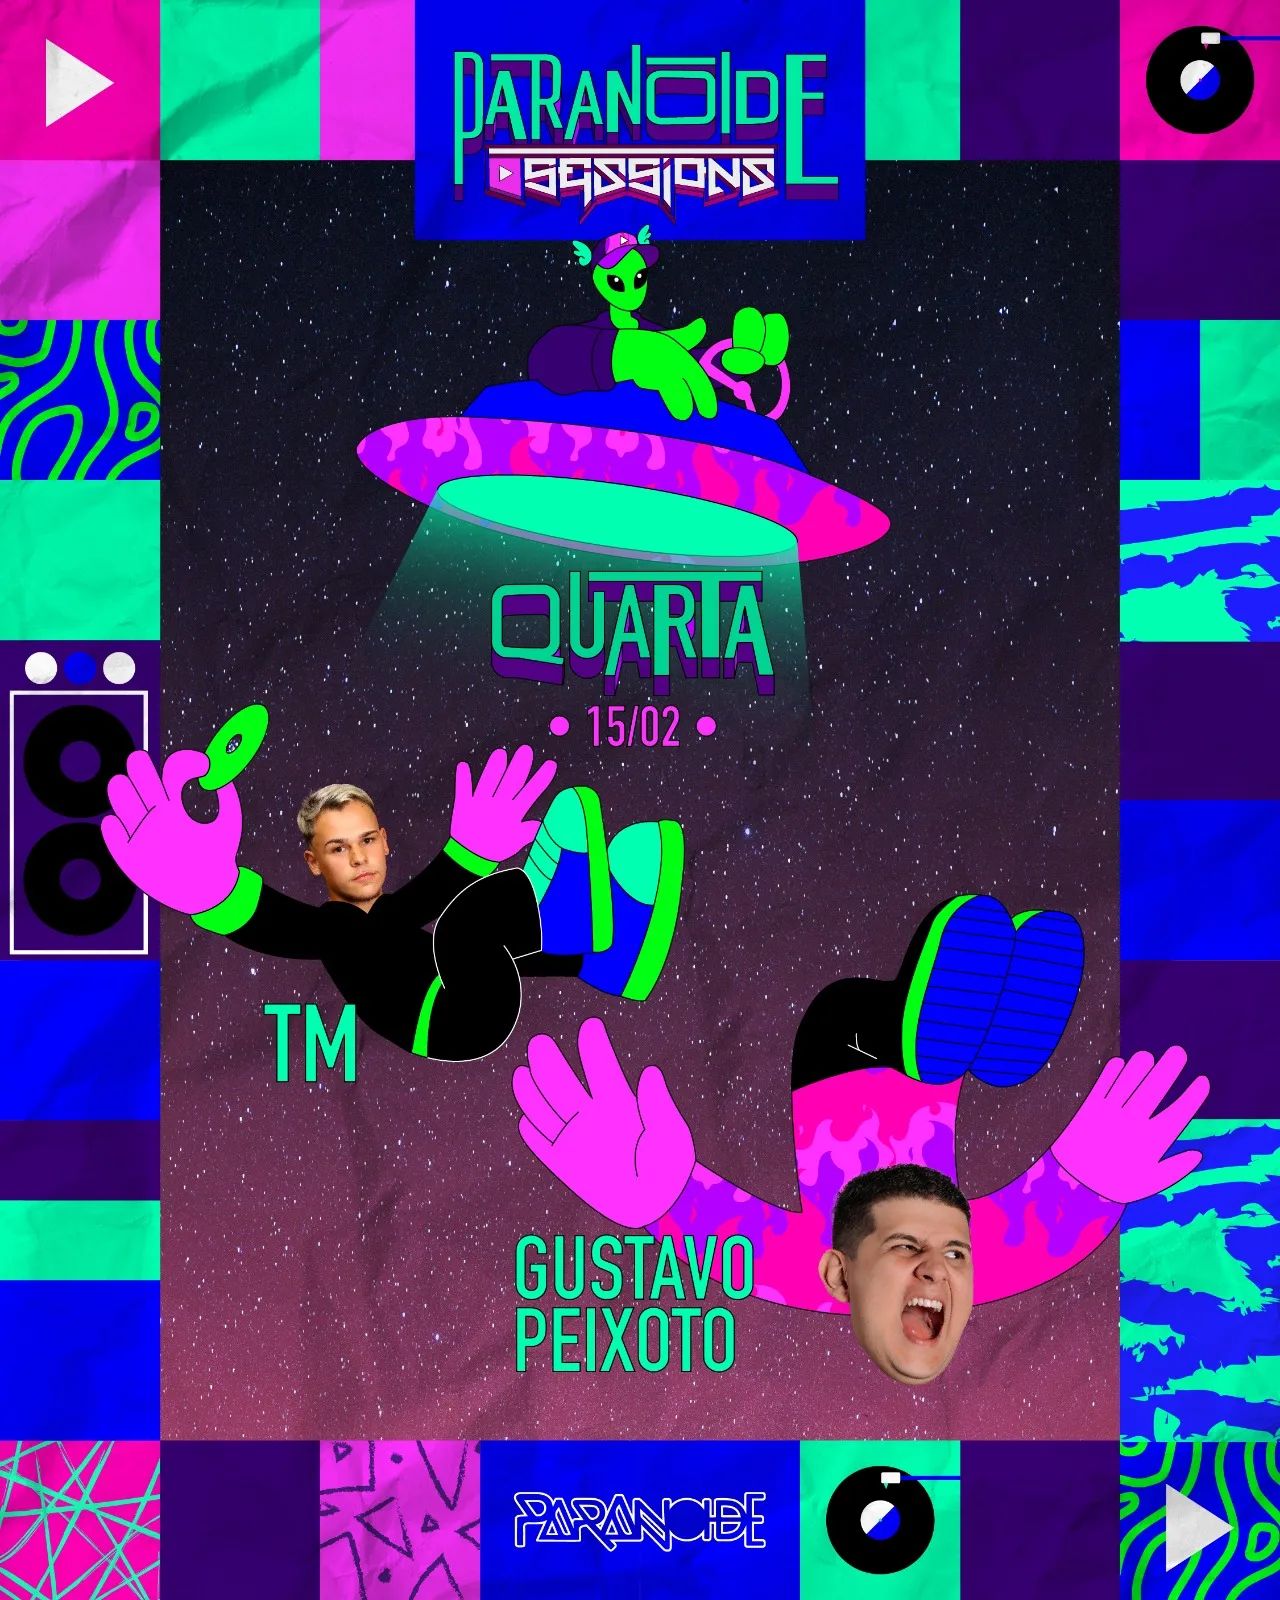 PARANOIDE
SESSIONS
QUARTA
• 15/02 •
TM
GUSTAVO
PEIXOTO
PARANOIDE